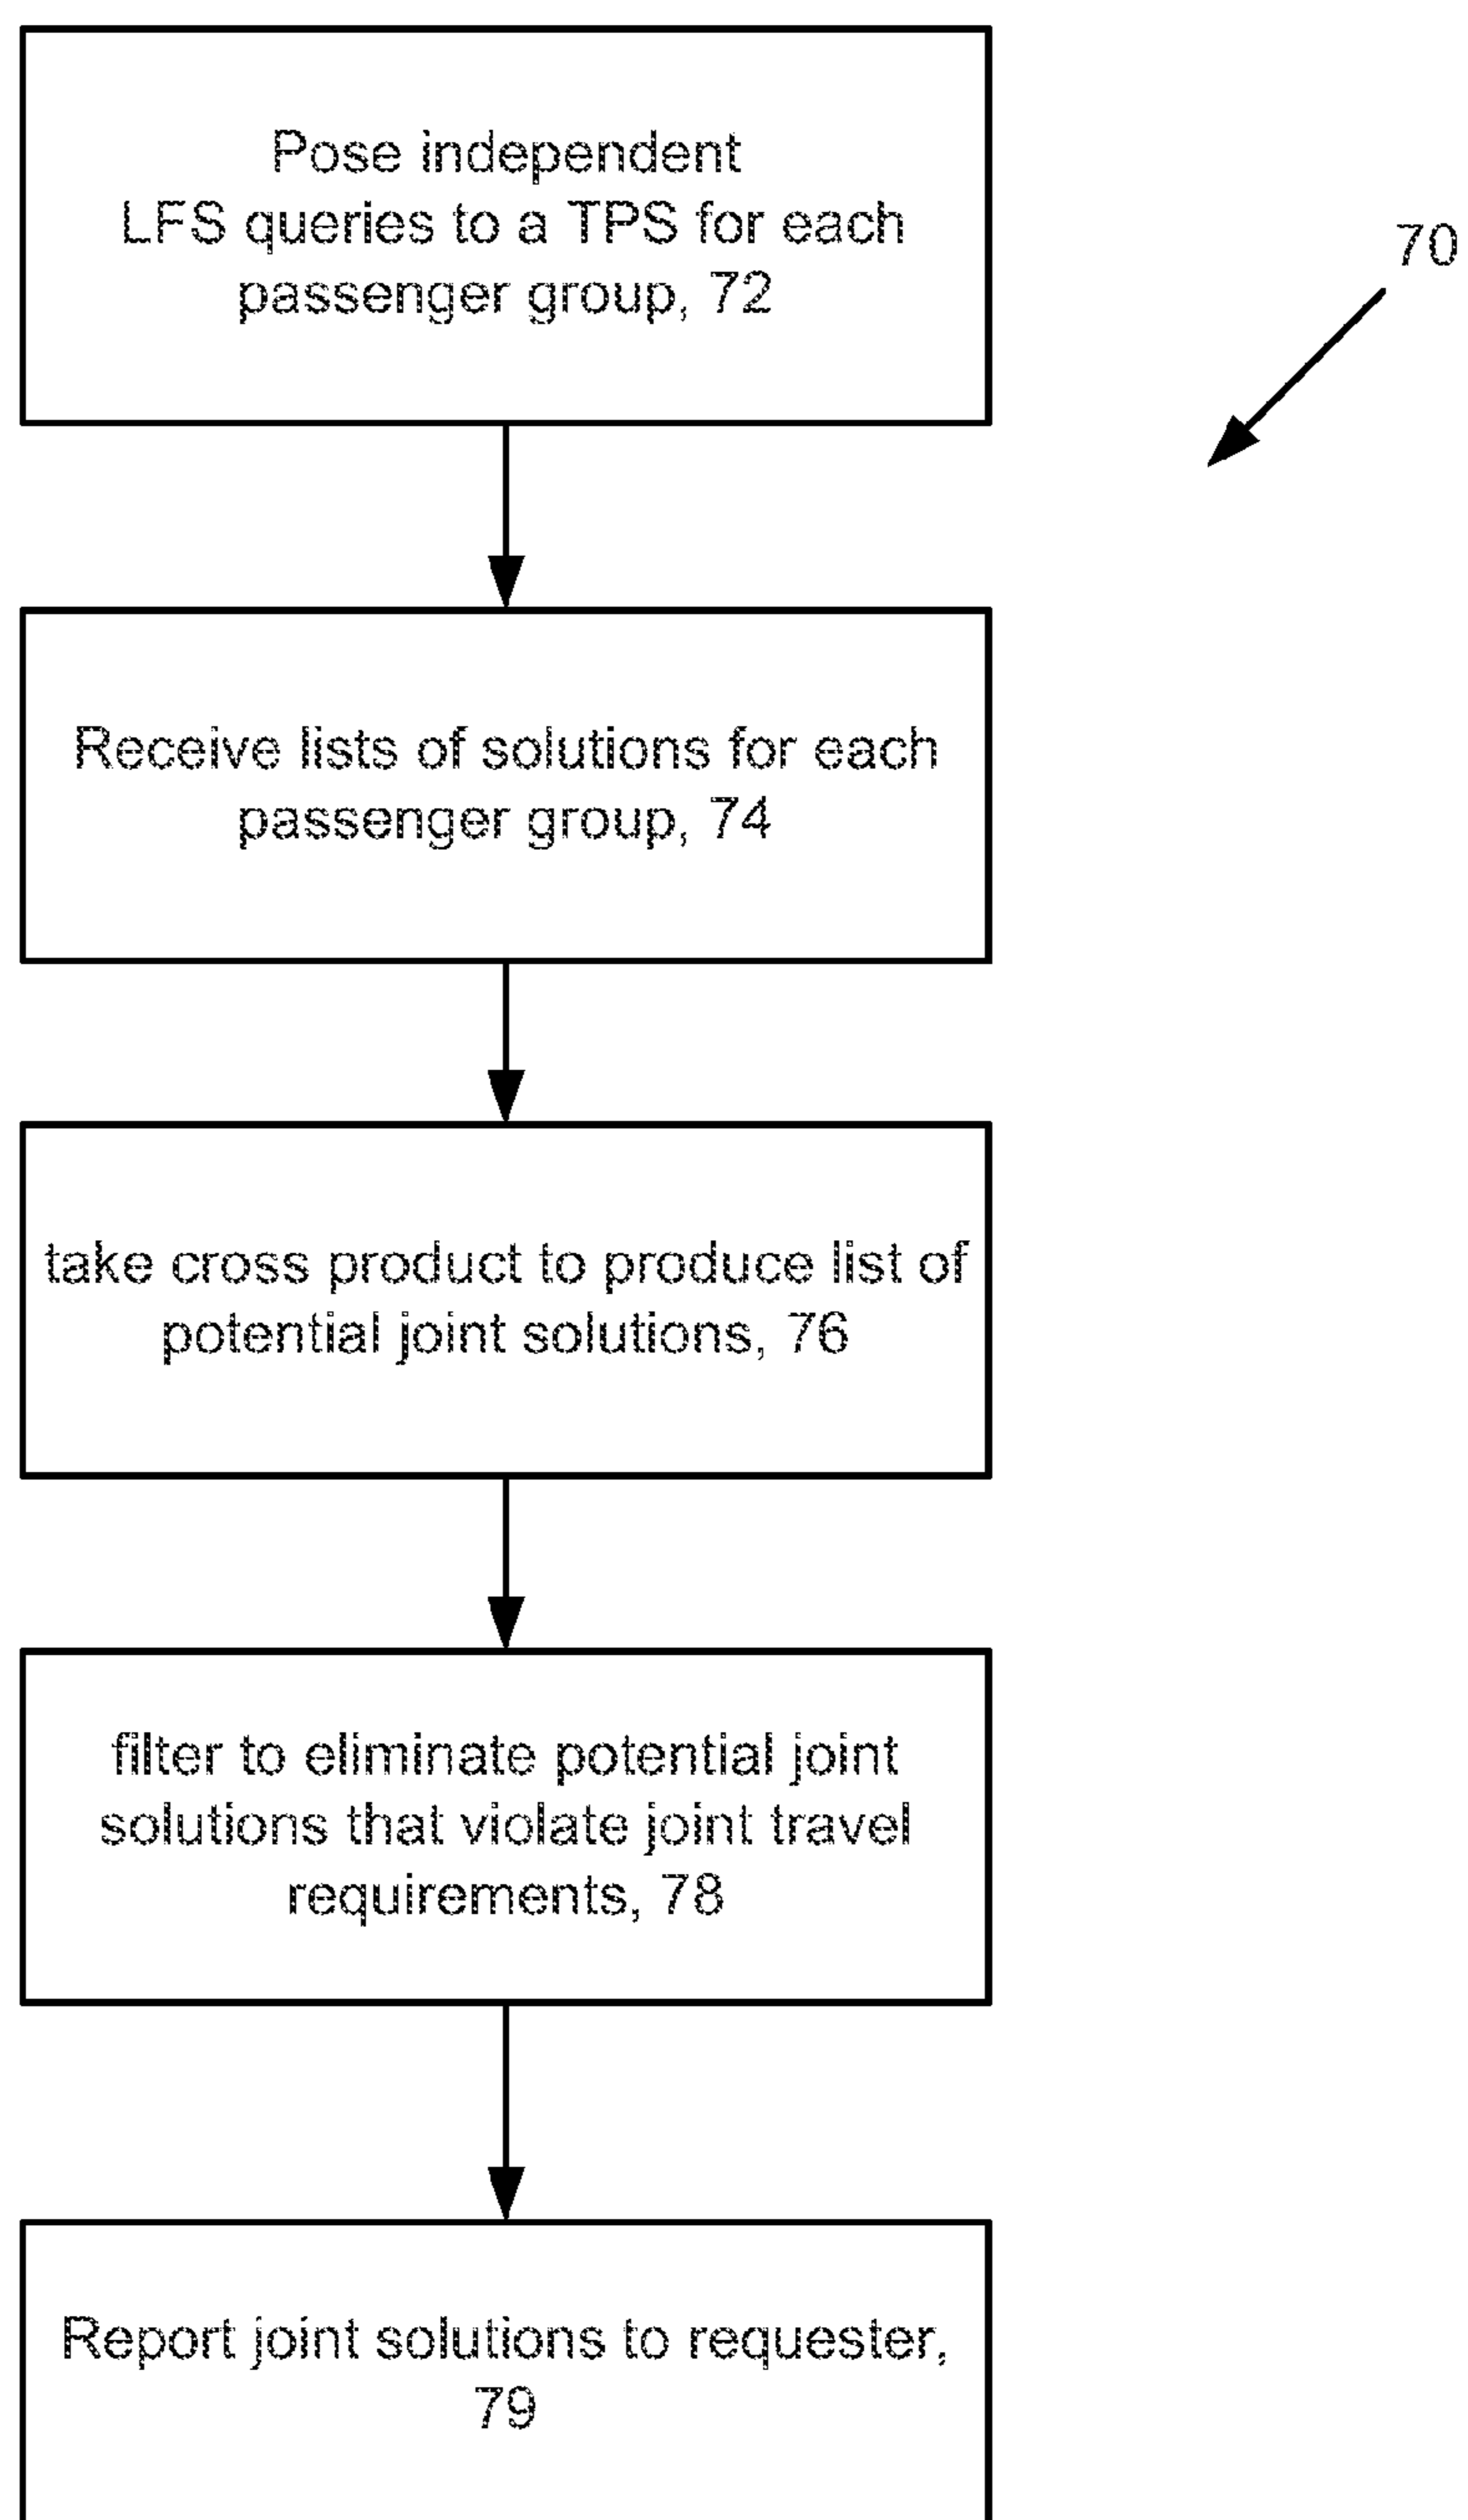 Pose independent
LFS queries to a TPS for each
passenger group, 72
70
Receive lists of solutions for each
passenger group, 74
take cross product to produce list of
potential joint solutions, 76
filter to eliminate potential joint
solutions that violate joint travel
requirements, 78
Report joint solutions to requester,
79